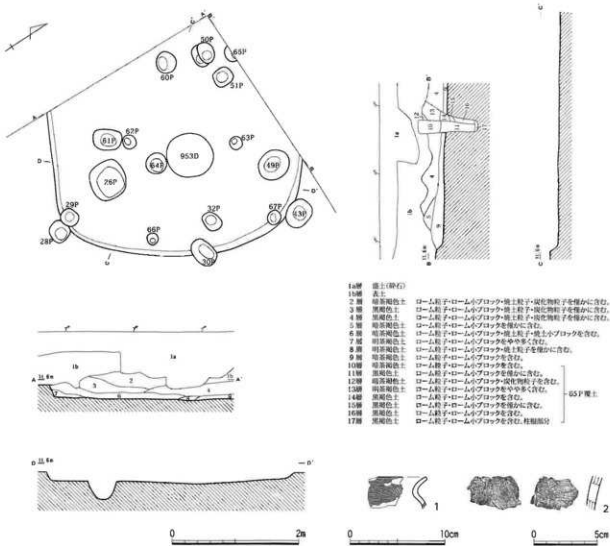 50P
65P
60P
51P
61P
62P
63P
64P
953D
49P
26P
29P
32P
67P
43P
28P
66P
30P
A
D
D'
C'
B'
1a
1b
11.6m
B
C
1a層 盛土(砕石)
1b層 表土
2層 暗茶褐色土 ローム粒子・ローム小ブロック・焼土粒子・炭化物粒子を僅かに含む。
3層 黒褐色土 ローム粒子・ローム小ブロック・焼土粒子・炭化物粒子を僅かに含む。
4層 黒褐色土 ローム粒子・ローム小ブロック・焼土粒子・炭化物粒子を僅かに含む。
5層 暗茶褐色土 ローム粒子・ローム小ブロックを僅かに含む。
6層 暗茶褐色土 ローム粒子・ローム小ブロック・焼土粒子・焼土小ブロックを含む。
7層 明茶褐色土 ローム粒子・ローム小ブロックをやや多く含む。
8層 暗茶褐色土 ローム粒子・ローム小ブロック・焼土粒子を僅かに含む。
9層 暗茶褐色土 ローム粒子・ローム小ブロックを含む。
10層 暗茶褐色土 ローム粒子・ローム小ブロックを含む。
11層 黒褐色土 ローム粒子・ローム小ブロックを僅かに含む。
12層 暗茶褐色土 ローム粒子・ローム小ブロック・炭化物粒子を含む。
13層 明茶褐色土 ローム粒子・ローム小ブロックをやや多く含む。
14層 黒褐色土 ローム粒子・ローム小ブロックを含む。
15層 黒褐色土 ローム粒子・ローム小ブロックを僅かに含む。
16層 黒褐色土 ローム粒子・ローム小ブロックを含む。
17層 黒褐色土 ローム粒子・ローム小ブロックを含む。柱痕部分
65P覆土
1b
1a
A 11.6m
A'
2
3
D 11.6m
D'
0 2m
1
2
0 10cm
0 5cm